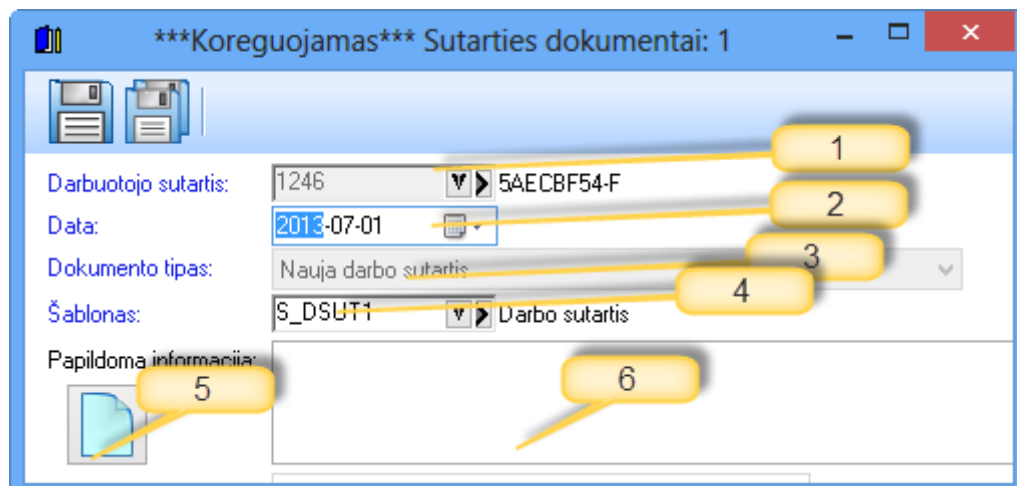 ***Koreguojamas*** Sutarties dokumentai: 1
1
Darbuotojo sutartis: 1246 5AECBF54-F
2
Data: 2013-07-01
3
Dokumento tipas: Nauja darbo sutartis
4
Šablonas: S_DSUT1 Darbo sutartis
Papildoma informacija:
5
6